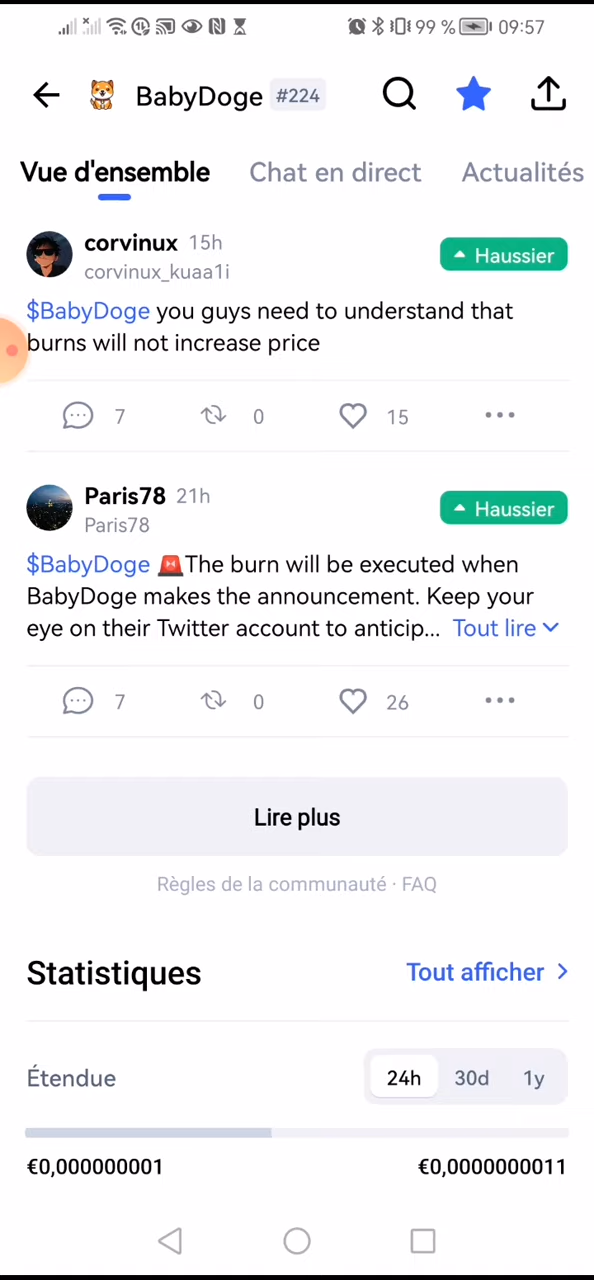 99 % 09:57
BabyDoge #224
Vue d'ensemble Chat en direct Actualités
corvinux 15h
corvinux_kuaa1i
Haussier
$BabyDoge you guys need to understand that
burns will not increase price
7 0 15
Paris78 21h
Paris78
Haussier
$BabyDoge 🚨The burn will be executed when
BabyDoge makes the announcement. Keep your
eye on their Twitter account to anticip... Tout lire
7 0 26
Lire plus
Règles de la communauté · FAQ
Statistiques Tout afficher
Étendue 24h 30d 1y
€0,000000001 €0,0000000011